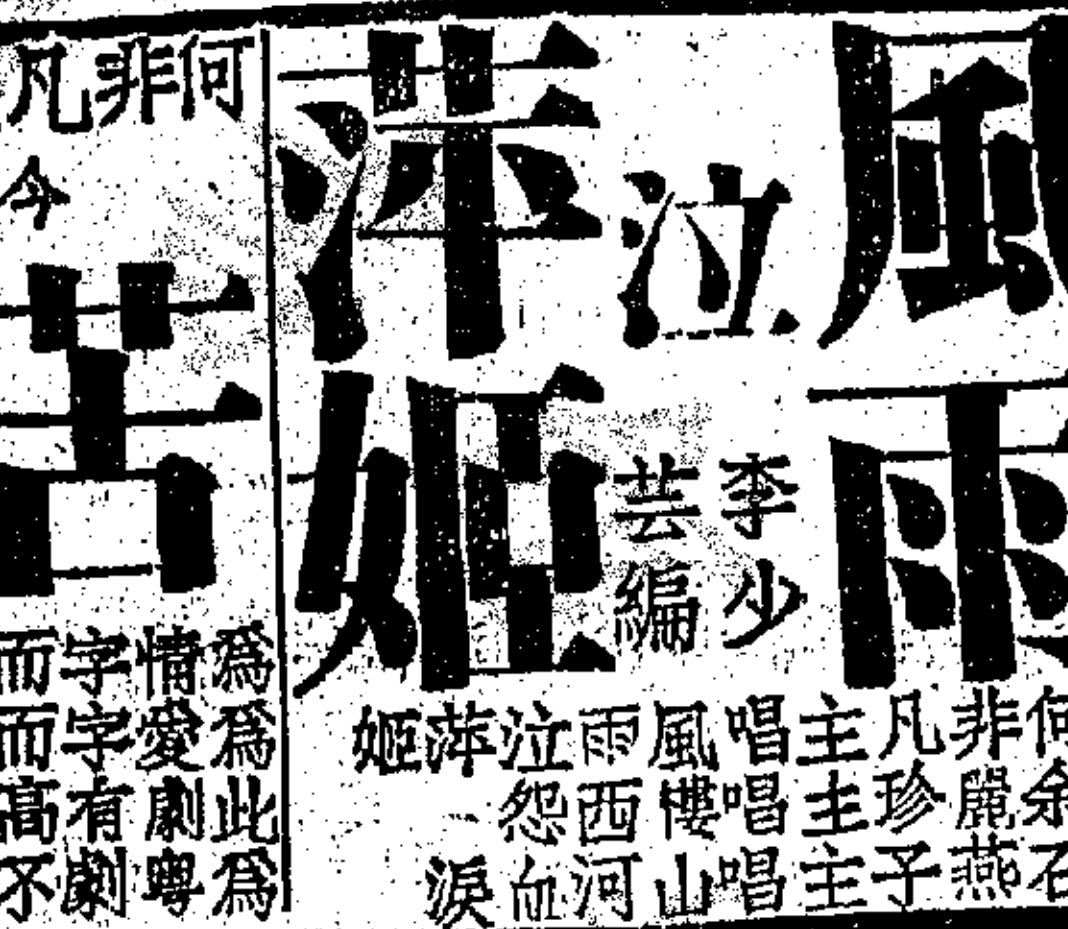 風雨
泣
李少
芸編
萍姬
何非凡主唱風雨泣萍姬
余麗珍主唱樓西怨
石燕子主唱山河血淚
何非凡
今
苦
為為此為
情愛劇粵
字字有劇
而而高不